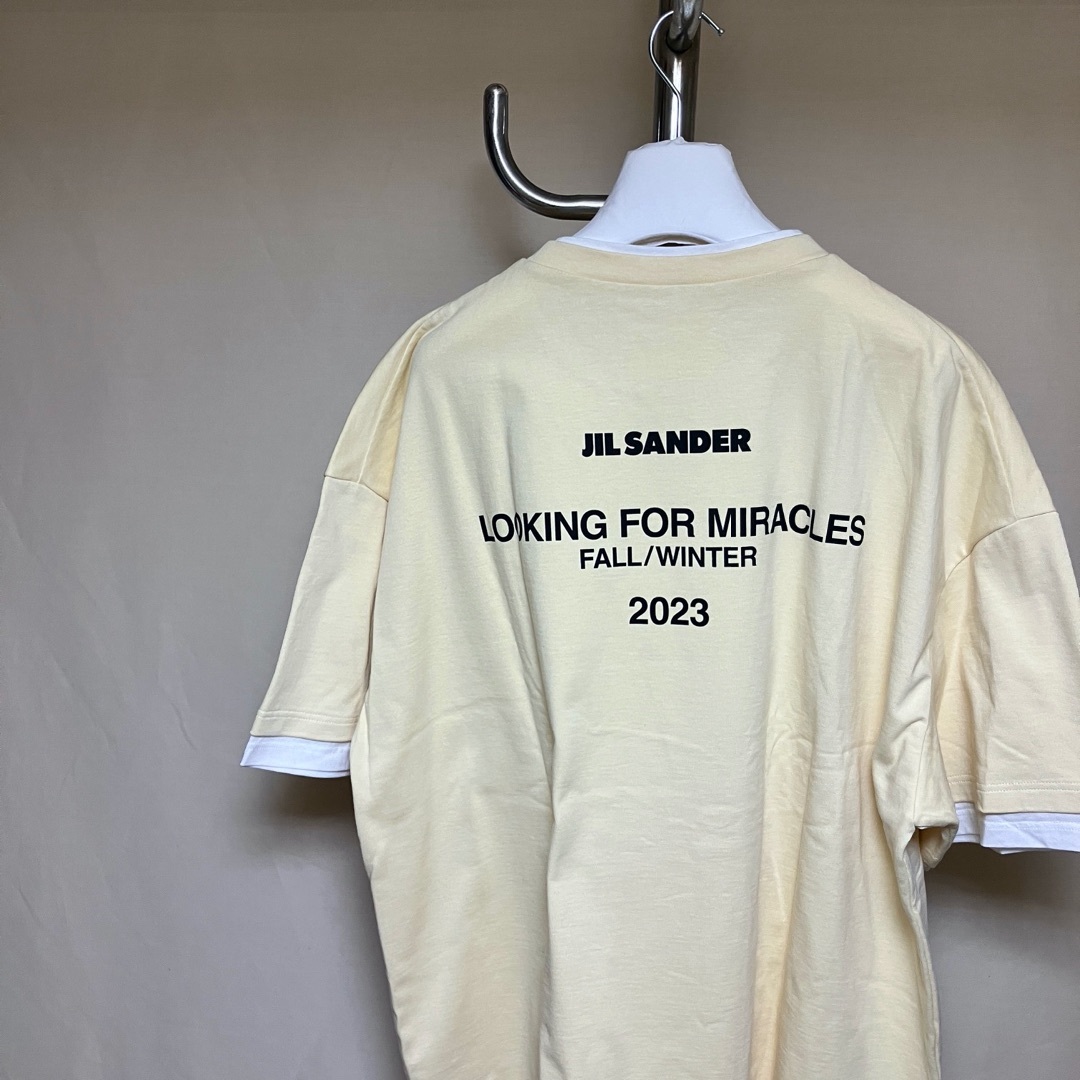 JIL SANDER
LOOKING FOR MIRACLES
FALL/WINTER
2023